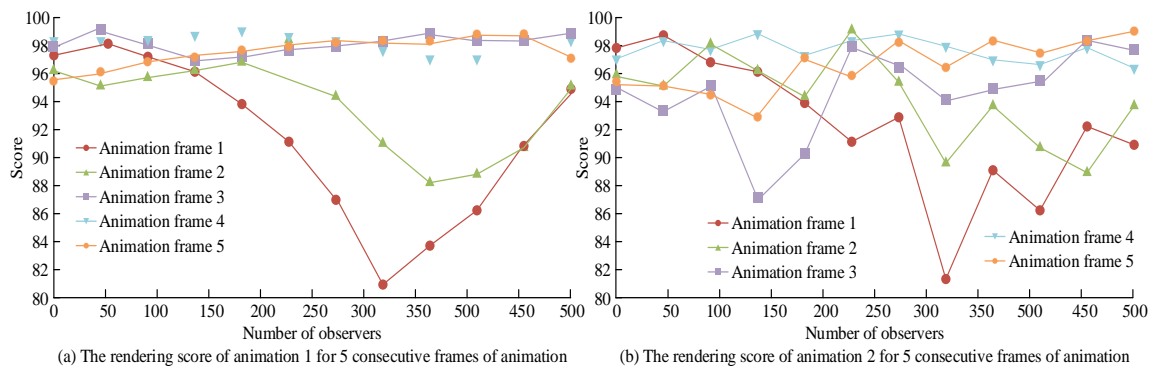 100
98
96
94
92
90
88
86
84
82
80
Score
Animation frame 1
Animation frame 2
Animation frame 3
Animation frame 4
Animation frame 5
0 50 100 150 200 250 300 350 400 450 500
Number of observers
(a) The rendering score of animation 1 for 5 consecutive frames of animation
100
98
96
94
92
90
88
86
84
82
80
Score
Animation frame 1
Animation frame 2
Animation frame 3
Animation frame 4
Animation frame 5
0 50 100 150 200 250 300 350 400 450 500
Number of observers
(b) The rendering score of animation 2 for 5 consecutive frames of animation